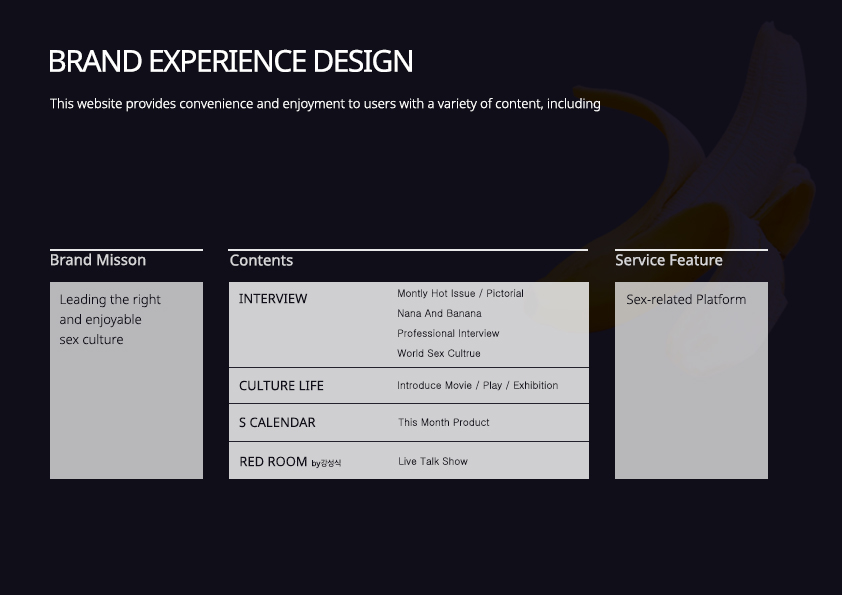 BRAND EXPERIENCE DESIGN
This website provides convenience and enjoyment to users with a variety of content, including
Brand Misson
Leading the right
and enjoyable
sex culture
Contents
INTERVIEW
Montly Hot Issue / Pictorial
Nana And Banana
Professional Interview
World Sex Cultrue
CULTURE LIFE
Introduce Movie / Play / Exhibition
S CALENDAR
This Month Product
RED ROOM by강성식
Live Talk Show
Service Feature
Sex-related Platform